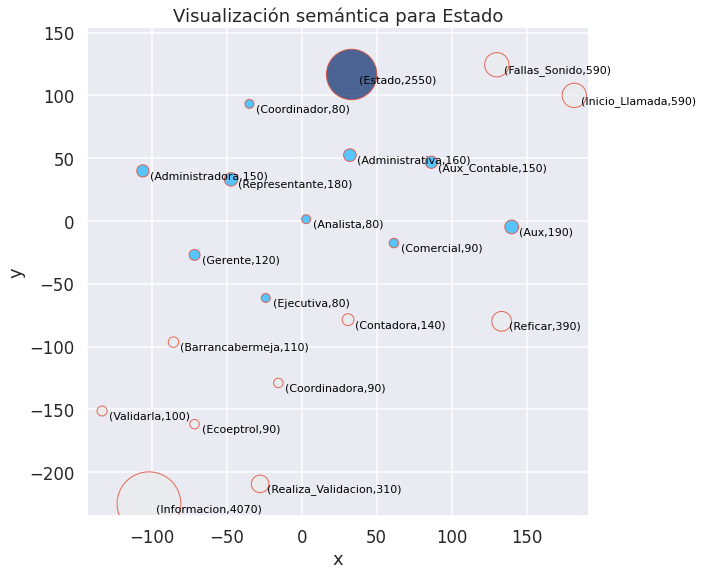 Visualización semántica para Estado
150
(Estado,2550)
(Fallas_Sonido,590)
100
(Coordinador,80)
(Inicio_Llamada,590)
50
(Administrativa,160)
(Aux_Contable,150)
(Administradora,150)
(Representante,180)
0
(Analista,80)
(Aux,190)
(Comercial,90)
(Gerente,120)
y
−50
(Ejecutiva,80)
(Contadora,140)
(Reficar,390)
−100
(Barrancabermeja,110)
(Coordinadora,90)
−150
(Validarla,100)
(Ecoeptrol,90)
−200
(Realiza_Validacion,310)
(Informacion,4070)
−100
−50
0
50
100
150
x